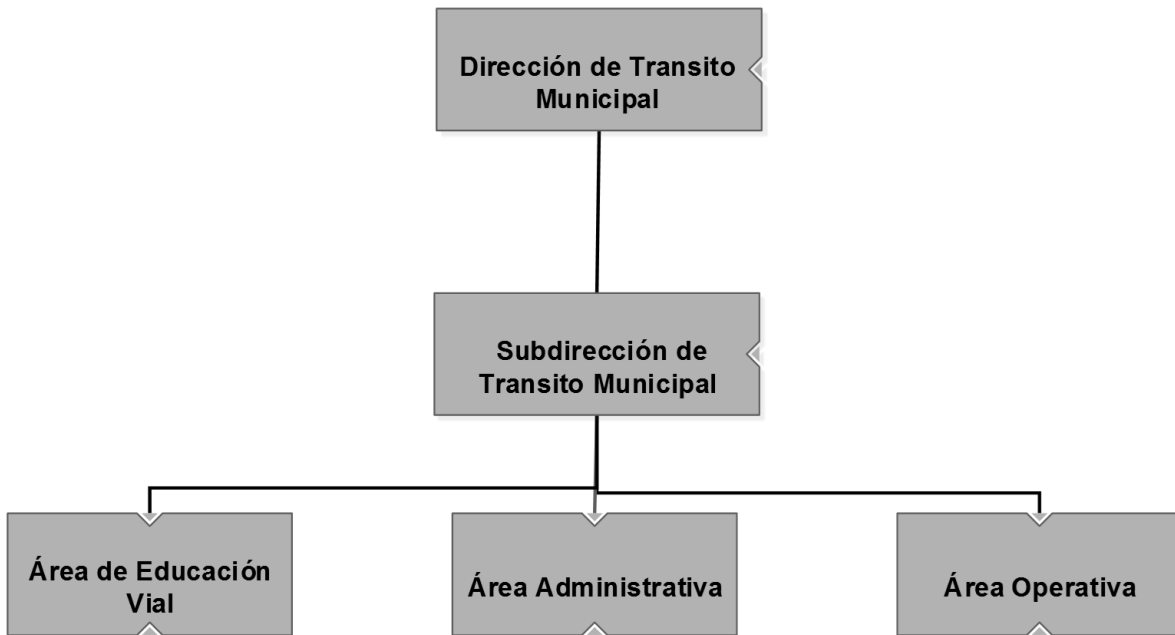 Dirección de Transito
Municipal
Subdirección de
Transito Municipal
Área de Educación
Vial
Área Administrativa
Área Operativa